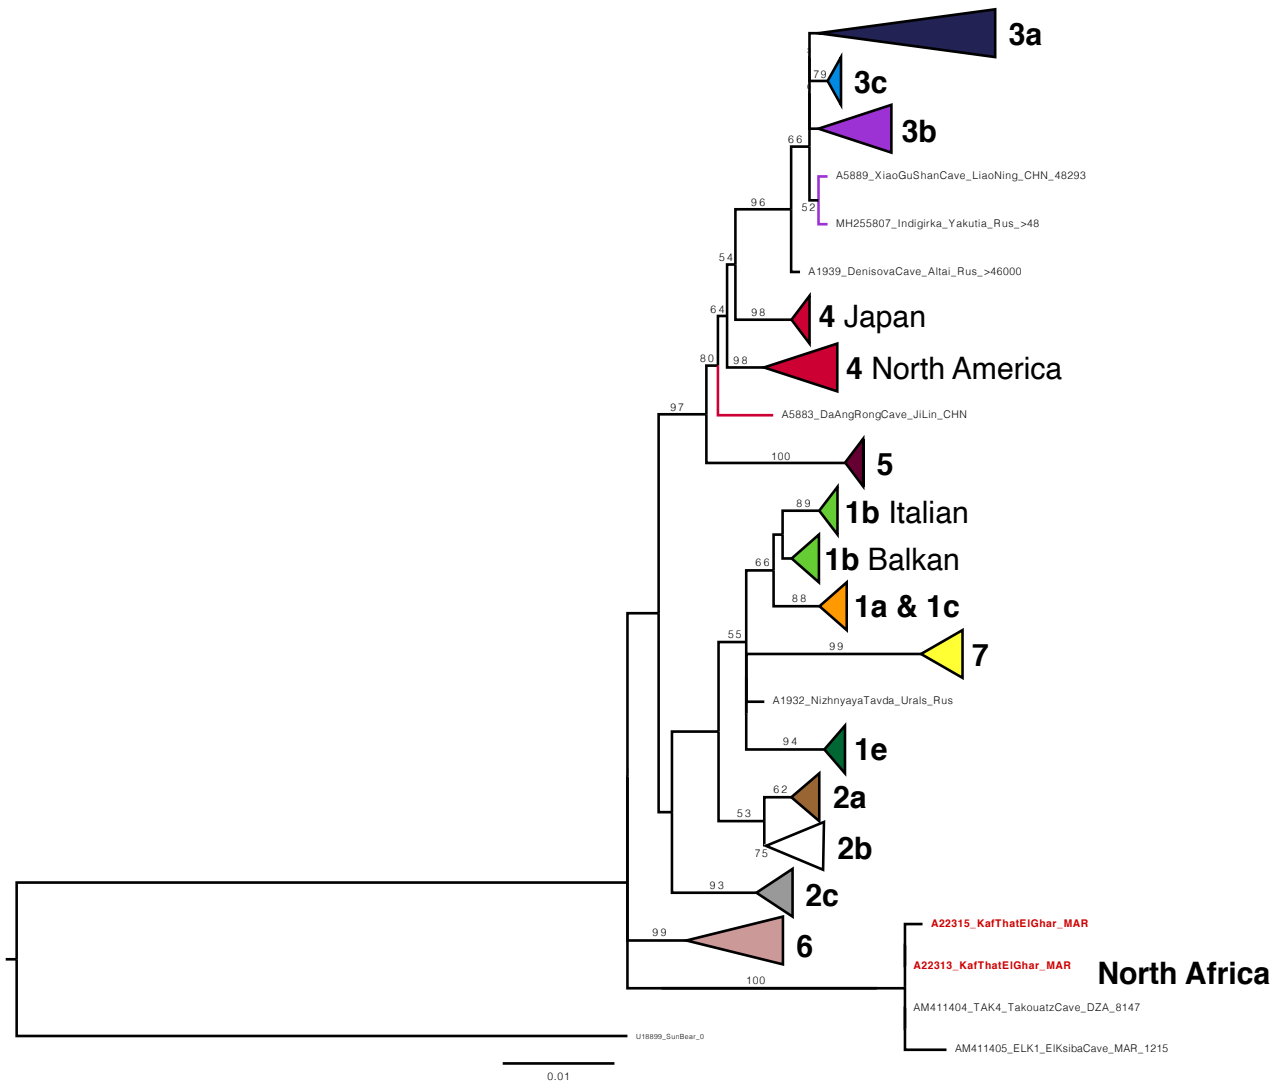 3a
79
3c
3b
66
A5889_XiaoGuShanCave_LiaoNing_CHN_48293
52
96
MH255807_Indigirka_Yakutia_Rus_>48
54
A1939_DenisovaCave_Altai_Rus_>46000
64
98
4 Japan
80
98
4 North America
97
A5883_DaAngRongCave_JiLin_CHN
100
5
89
1b Italian
66
1b Balkan
88
1a & 1c
55
99
7
A1932_NizhnyayaTavda_Urals_Rus
94
1e
62
2a
53
75
2b
93
2c
99
6
A22315_KafThatElGhar_MAR
A22313_KafThatElGhar_MAR
North Africa
100
AM411404_TAK4_TakouatzCave_DZA_8147
U18899_SunBear_0
AM411405_ELK1_ElKsibaCave_MAR_1215
0.01